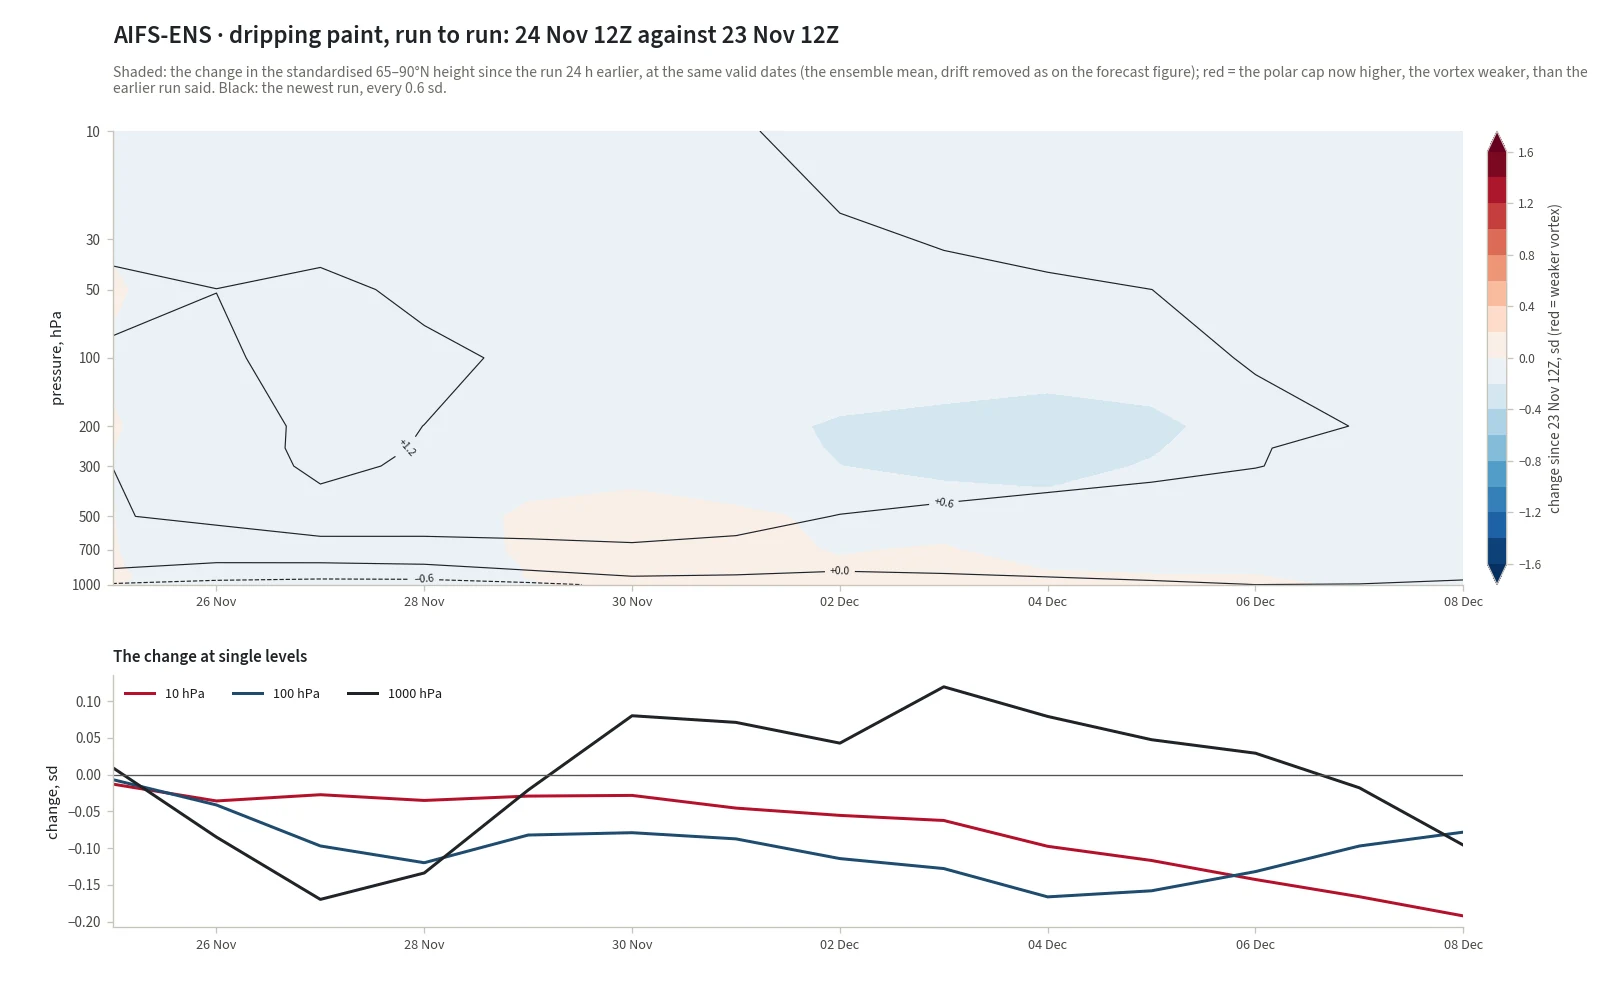 AIFS-ENS · dripping paint, run to run: 24 Nov 12Z against 23 Nov 12Z
Shaded: the change in the standardised 65–90°N height since the run 24 h earlier, at the same valid dates (the ensemble mean, drift removed as on the forecast figure); red = the polar cap now higher, the vortex weaker, than the
earlier run said. Black: the newest run, every 0.6 sd.
10
30
50
100
200
300
500
700
1000
pressure, hPa
+1.2
+0.6
+0.0
−0.6
26 Nov
28 Nov
30 Nov
02 Dec
04 Dec
06 Dec
08 Dec
1.6
1.2
0.8
0.4
0.0
−0.4
−0.8
−1.2
−1.6
change since 23 Nov 12Z, sd (red = weaker vortex)
The change at single levels
10 hPa
100 hPa
1000 hPa
0.10
0.05
0.00
−0.05
−0.10
−0.15
−0.20
change, sd
26 Nov
28 Nov
30 Nov
02 Dec
04 Dec
06 Dec
08 Dec